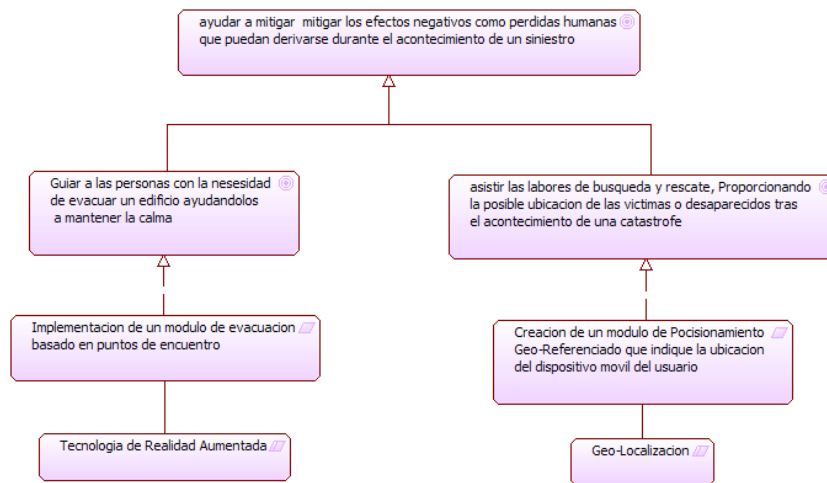 ayudar a mitigar  mitigar los efectos negativos como perdidas humanas
que puedan derivarse durante el acontecimiento de un siniestro
Guiar a las personas con la nesesidad
de evacuar un edificio ayudandolos
a mantener la calma
asistir las labores de busqueda y rescate, Proporcionando
la posible ubicacion de las victimas o desaparecidos tras
el acontecimiento de una catastrofe
Implementacion de un modulo de evacuacion
basado en puntos de encuentro
Creacion de un modulo de Pocisionamiento
Geo-Referenciado que indique la ubicacion
del dispositivo movil del usuario
Tecnologia de Realidad Aumentada
Geo-Localizacion